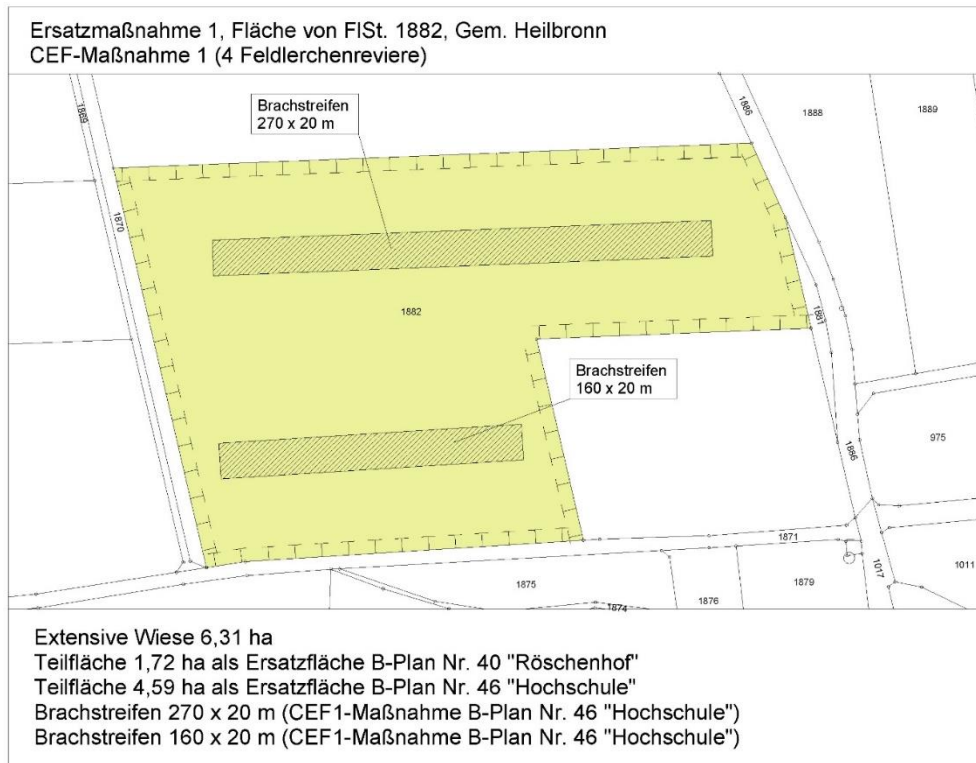 Ersatzmaßnahme 1, Fläche von FlSt. 1882, Gem. Heilbronn
CEF-Maßnahme 1 (4 Feldlerchenreviere)
1869
Brachstreifen
270 x 20 m
1886
1888
1889
1870
1882
1881
Brachstreifen
160 x 20 m
975
1886
1871
1875
1876
1879
1017
1011
1874
Extensive Wiese 6,31 ha
Teilfläche 1,72 ha als Ersatzfläche B-Plan Nr. 40 "Röschenhof"
Teilfläche 4,59 ha als Ersatzfläche B-Plan Nr. 46 "Hochschule"
Brachstreifen 270 x 20 m (CEF1-Maßnahme B-Plan Nr. 46 "Hochschule")
Brachstreifen 160 x 20 m (CEF1-Maßnahme B-Plan Nr. 46 "Hochschule")